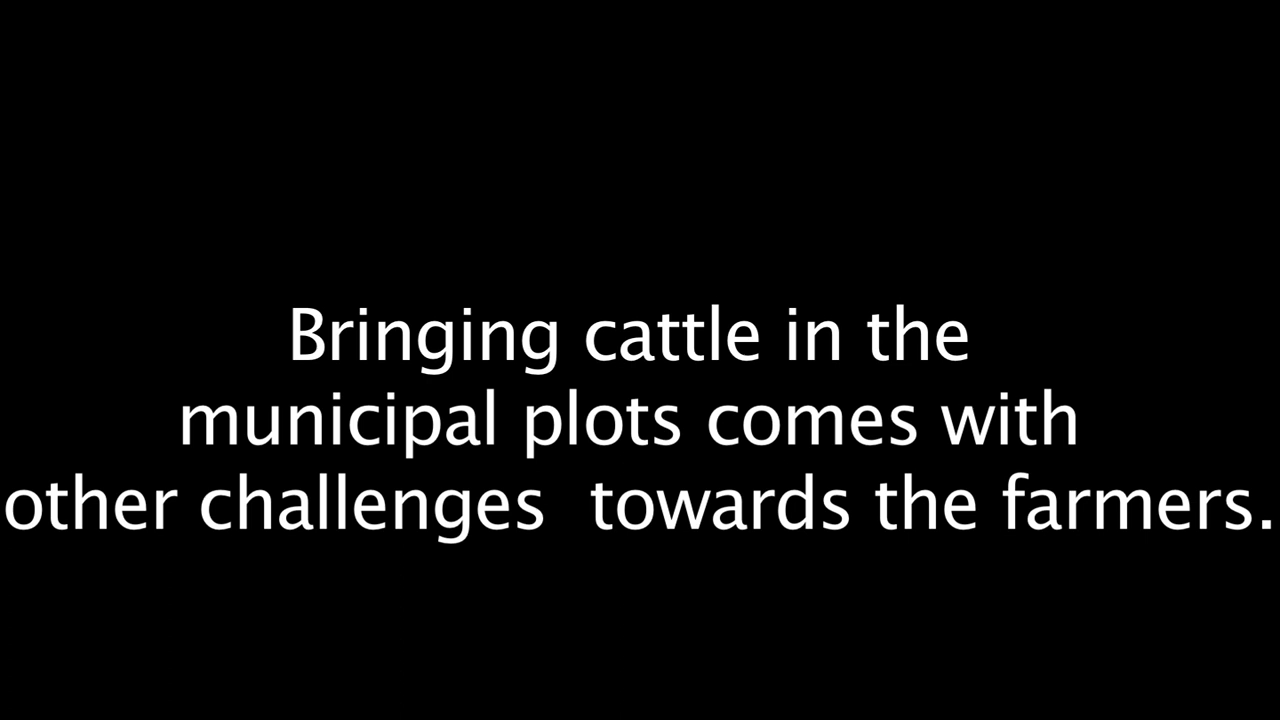 Bringing cattle in the
municipal plots comes with
other challenges  towards the farmers.